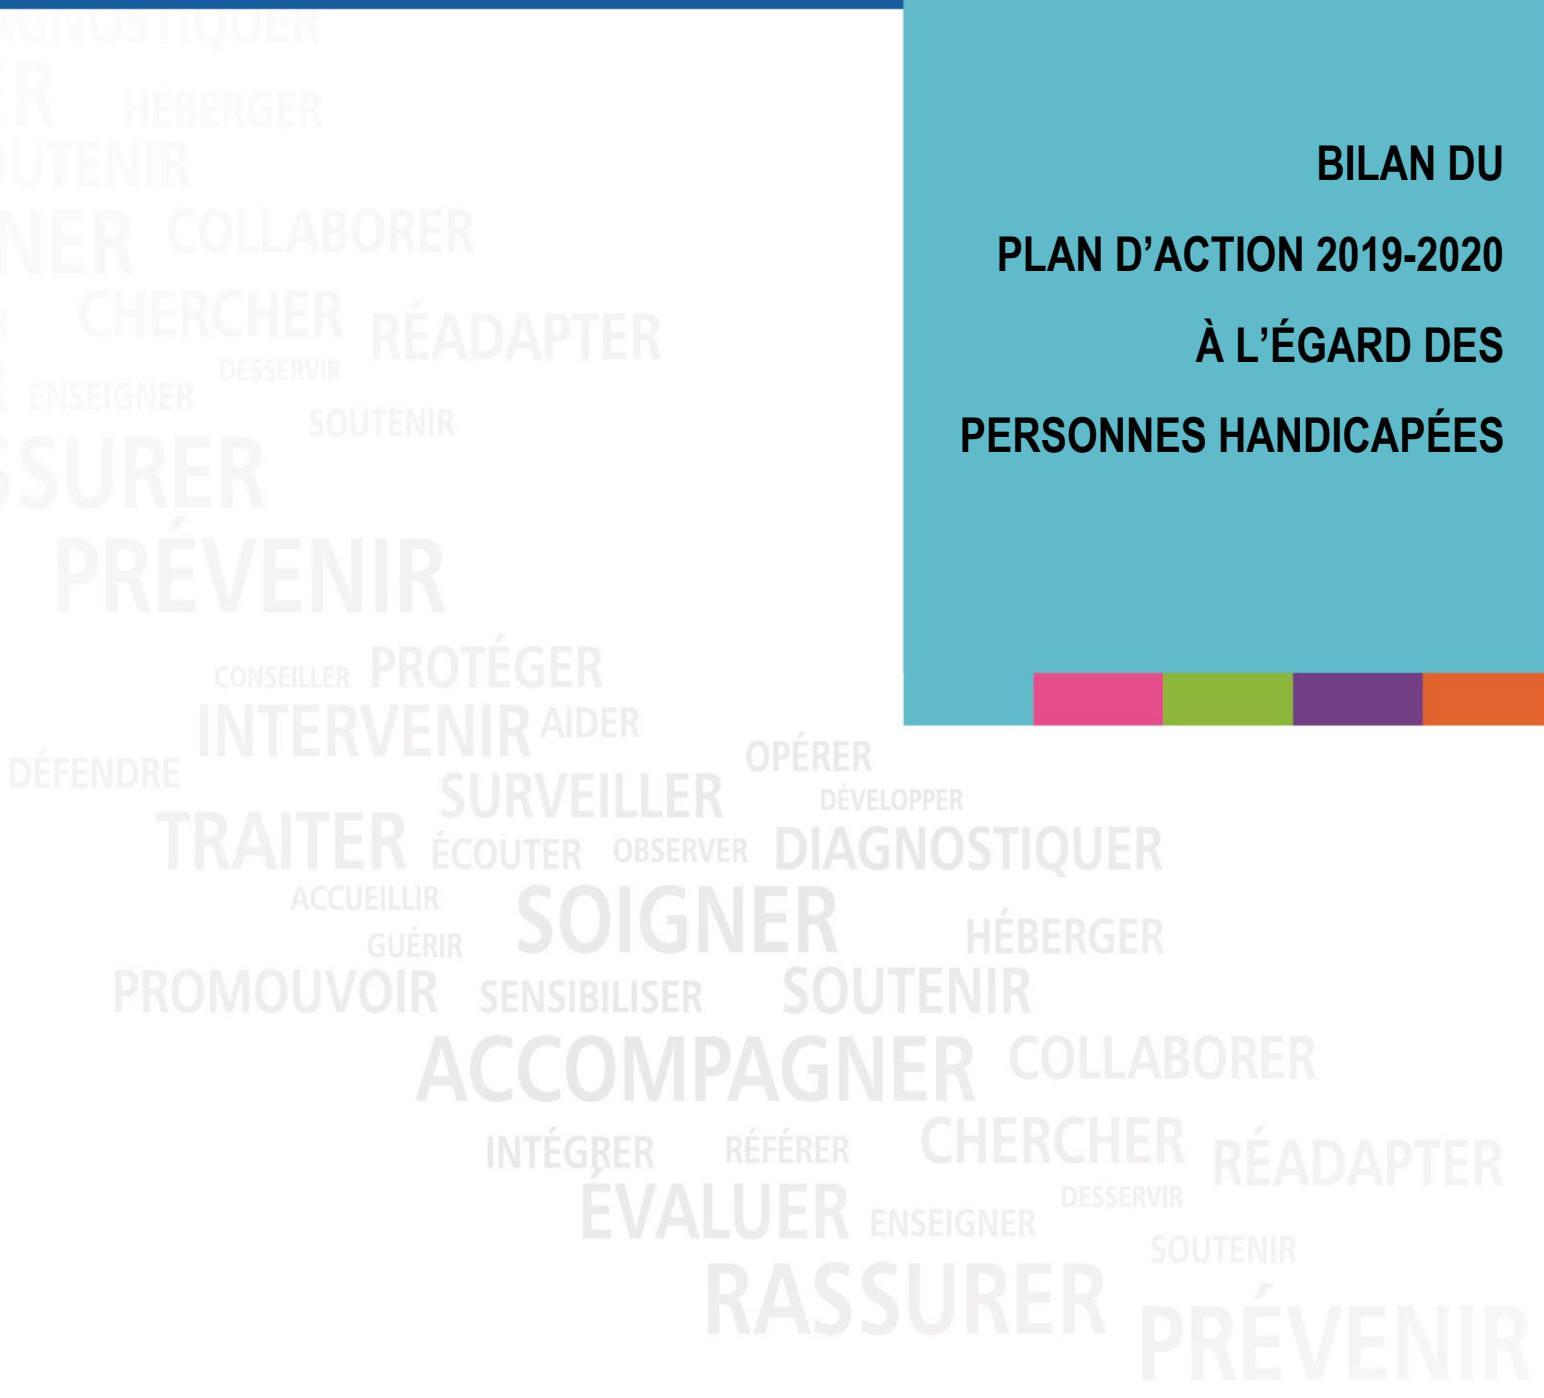 BILAN DU
PLAN D’ACTION 2019-2020
À L’ÉGARD DES
PERSONNES HANDICAPÉES
HÉBERGER
COLLABORER
CHERCHER RÉADAPTER
DESSERVIR
ENSEIGNER
SOUTENIR
PRÉVENIR
CONSEILLER PROTÉGER
INTERVENIR AIDER
OPÉRER
DÉFENDRE
SURVEILLER DÉVELOPPER
TRAITER ÉCOUTER OBSERVER DIAGNOSTIQUER
ACCUEILLIR SOIGNER HÉBERGER
GUÉRIR
PROMOUVOIR SENSIBILISER SOUTENIR
ACCOMPAGNER COLLABORER
INTÉGRER RÉFÉRER CHERCHER RÉADAPTER
ÉVALUER ENSEIGNER DESSERVIR
SOUTENIR
RASSURER
PRÉVENIR